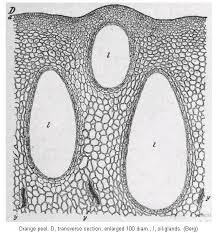 D
a
l
l
l
y
y
y
Orange peel. D, transverse section, enlarged 100 diam.; l, oil glands. (Berg)